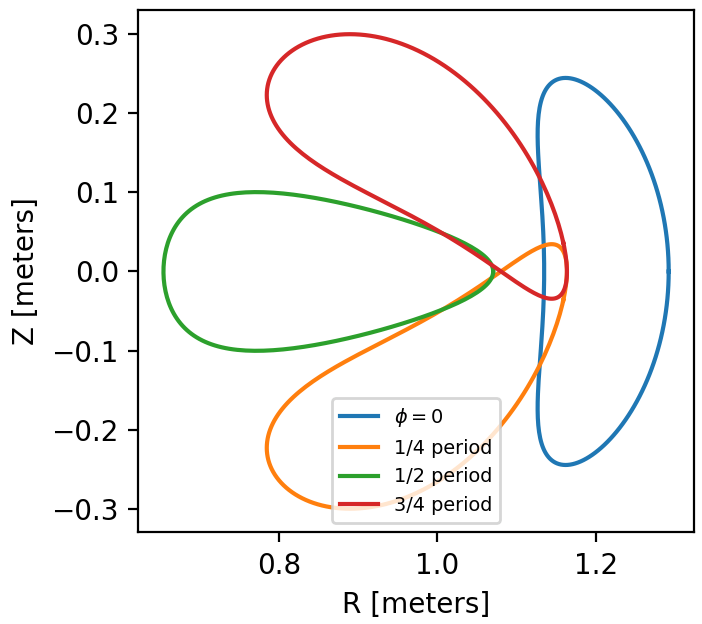 0.3
0.2
0.1
0.0
−0.1
−0.2
−0.3
Z [meters]
ϕ = 0
1/4 period
1/2 period
3/4 period
0.8 1.0 1.2
R [meters]